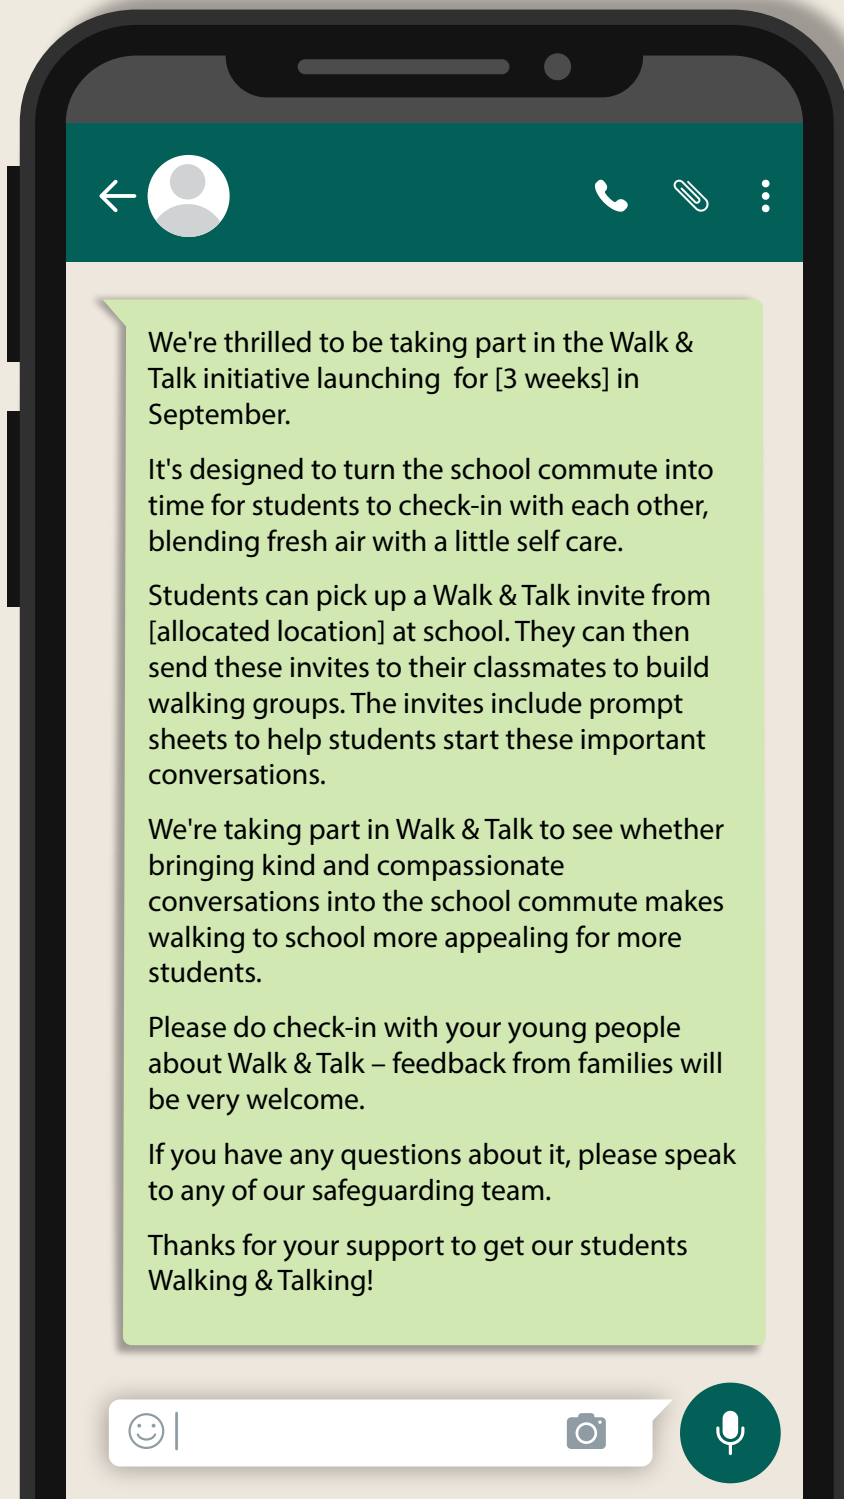 We're thrilled to be taking part in the Walk &
Talk initiative launching  for [3 weeks] in
September.
It's designed to turn the school commute into
time for students to check-in with each other,
blending fresh air with a little self care.
Students can pick up a Walk & Talk invite from
[allocated location] at school. They can then
send these invites to their classmates to build
walking groups. The invites include prompt
sheets to help students start these important
conversations.
We're taking part in Walk & Talk to see whether
bringing kind and compassionate
conversations into the school commute makes
walking to school more appealing for more
students.
Please do check-in with your young people
about Walk & Talk – feedback from families will
be very welcome.
If you have any questions about it, please speak
to any of our safeguarding team.
Thanks for your support to get our students
Walking & Talking!